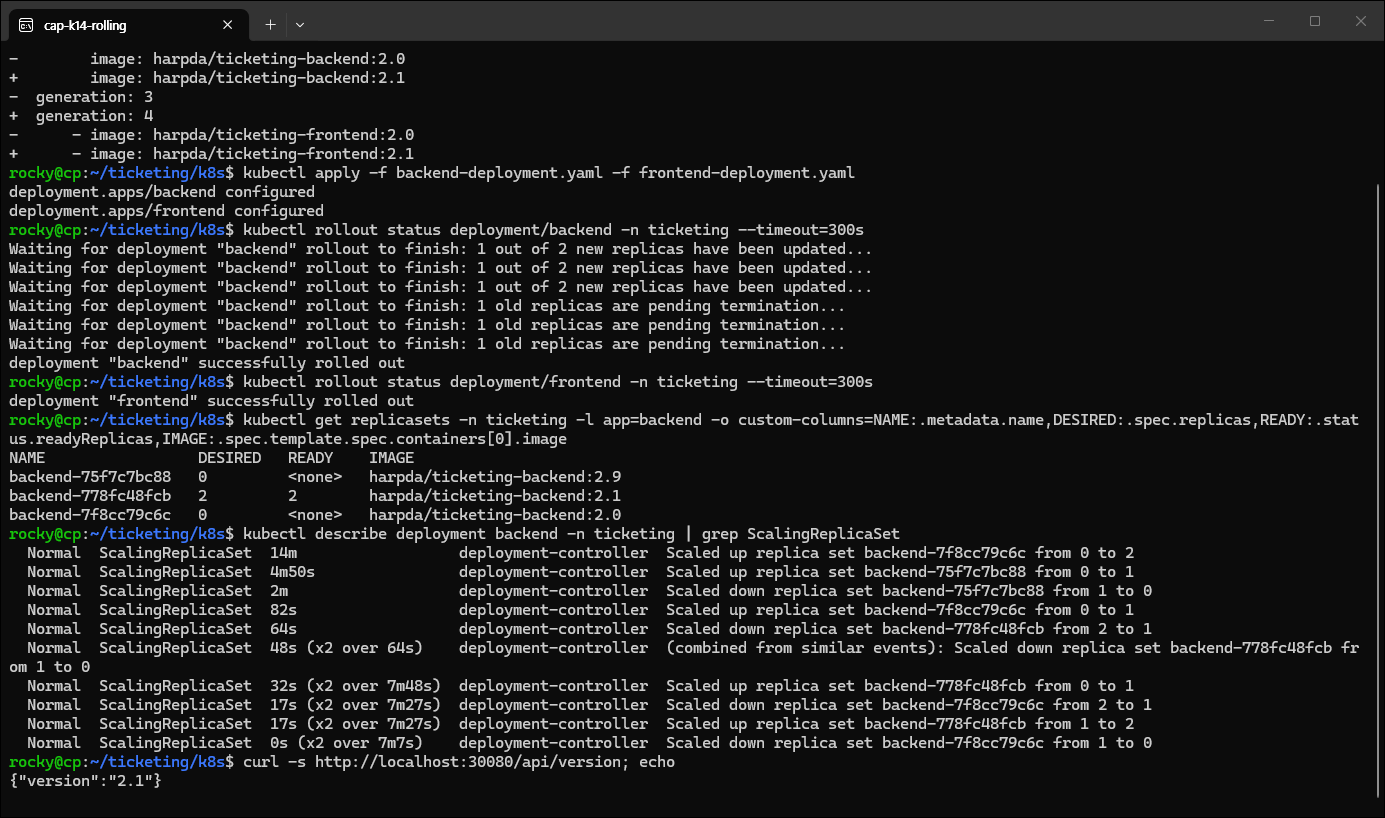 cap-k14-rolling
-        image: harpda/ticketing-backend:2.0
+        image: harpda/ticketing-backend:2.1
-  generation: 3
+  generation: 4
-      - image: harpda/ticketing-frontend:2.0
+      - image: harpda/ticketing-frontend:2.1
rocky@cp:~/ticketing/k8s$ kubectl apply -f backend-deployment.yaml -f frontend-deployment.yaml
deployment.apps/backend configured
deployment.apps/frontend configured
rocky@cp:~/ticketing/k8s$ kubectl rollout status deployment/backend -n ticketing --timeout=300s
Waiting for deployment "backend" rollout to finish: 1 out of 2 new replicas have been updated...
Waiting for deployment "backend" rollout to finish: 1 out of 2 new replicas have been updated...
Waiting for deployment "backend" rollout to finish: 1 out of 2 new replicas have been updated...
Waiting for deployment "backend" rollout to finish: 1 old replicas are pending termination...
Waiting for deployment "backend" rollout to finish: 1 old replicas are pending termination...
Waiting for deployment "backend" rollout to finish: 1 old replicas are pending termination...
deployment "backend" successfully rolled out
rocky@cp:~/ticketing/k8s$ kubectl rollout status deployment/frontend -n ticketing --timeout=300s
deployment "frontend" successfully rolled out
rocky@cp:~/ticketing/k8s$ kubectl get replicasets -n ticketing -l app=backend -o custom-columns=NAME:.metadata.name,DESIRED:.spec.replicas,READY:.stat
us.readyReplicas,IMAGE:.spec.template.spec.containers[0].image
NAME                 DESIRED   READY    IMAGE
backend-75f7c7bc88   0         <none>   harpda/ticketing-backend:2.9
backend-778fc48fcb   2         2        harpda/ticketing-backend:2.1
backend-7f8cc79c6c   0         <none>   harpda/ticketing-backend:2.0
rocky@cp:~/ticketing/k8s$ kubectl describe deployment backend -n ticketing | grep ScalingReplicaSet
  Normal  ScalingReplicaSet  14m                  deployment-controller  Scaled up replica set backend-7f8cc79c6c from 0 to 2
  Normal  ScalingReplicaSet  4m50s                deployment-controller  Scaled up replica set backend-75f7c7bc88 from 0 to 1
  Normal  ScalingReplicaSet  2m                   deployment-controller  Scaled down replica set backend-75f7c7bc88 from 1 to 0
  Normal  ScalingReplicaSet  82s                  deployment-controller  Scaled up replica set backend-7f8cc79c6c from 0 to 1
  Normal  ScalingReplicaSet  64s                  deployment-controller  Scaled down replica set backend-778fc48fcb from 2 to 1
  Normal  ScalingReplicaSet  48s (x2 over 64s)    deployment-controller  (combined from similar events): Scaled down replica set backend-778fc48fcb fr
om 1 to 0
  Normal  ScalingReplicaSet  32s (x2 over 7m48s)  deployment-controller  Scaled up replica set backend-778fc48fcb from 0 to 1
  Normal  ScalingReplicaSet  17s (x2 over 7m27s)  deployment-controller  Scaled down replica set backend-7f8cc79c6c from 2 to 1
  Normal  ScalingReplicaSet  17s (x2 over 7m27s)  deployment-controller  Scaled up replica set backend-778fc48fcb from 1 to 2
  Normal  ScalingReplicaSet  0s (x2 over 7m7s)    deployment-controller  Scaled down replica set backend-7f8cc79c6c from 1 to 0
rocky@cp:~/ticketing/k8s$ curl -s http://localhost:30080/api/version; echo
{"version":"2.1"}